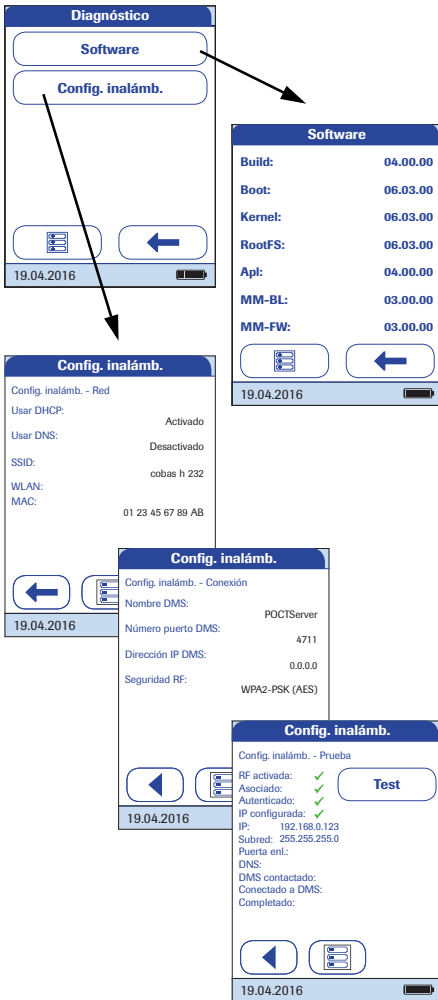 Diagnóstico
Software
Config. inalámb.
19.04.2016
Software
Build: 04.00.00
Boot: 06.03.00
Kernel: 06.03.00
RootFS: 06.03.00
Apl: 04.00.00
MM-BL: 03.00.00
MM-FW: 03.00.00
19.04.2016
Config. inalámb.
Config. inalámb. - Red
Usar DHCP:
Activado
Usar DNS:
Desactivado
SSID:
cobas h 232
WLAN:
MAC:
01 23 45 67 89 AB
19.04.2016
Config. inalámb.
Config. inalámb. - Conexión
Nombre DMS:
POCTServer
Número puerto DMS:
4711
Dirección IP DMS:
0.0.0.0
Seguridad RF:
WPA2-PSK (AES)
19.04.2016
Config. inalámb.
Config. inalámb. - Prueba
RF activada: ✓
Asociado: ✓
Autenticado: ✓
IP configurada: ✓
Test
IP: 192.168.0.123
Subred: 255.255.255.0
Puerta enl.:
DNS:
DMS contactado:
Conectado a DMS:
Completado:
19.04.2016